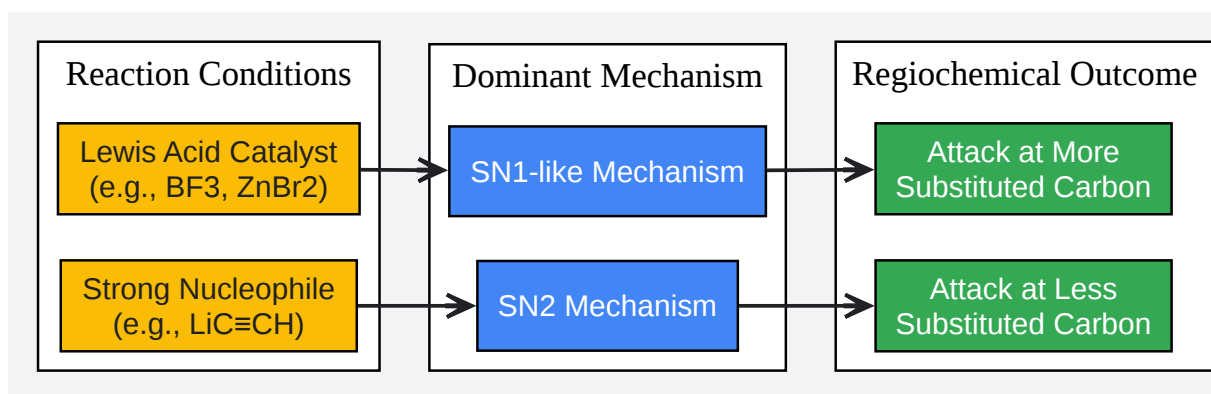 Reaction Conditions
Lewis Acid Catalyst
(e.g., BF3, ZnBr2)
Strong Nucleophile
(e.g., LiC≡CH)
Dominant Mechanism
SN1-like Mechanism
SN2 Mechanism
Regiochemical Outcome
Attack at More
Substituted Carbon
Attack at Less
Substituted Carbon